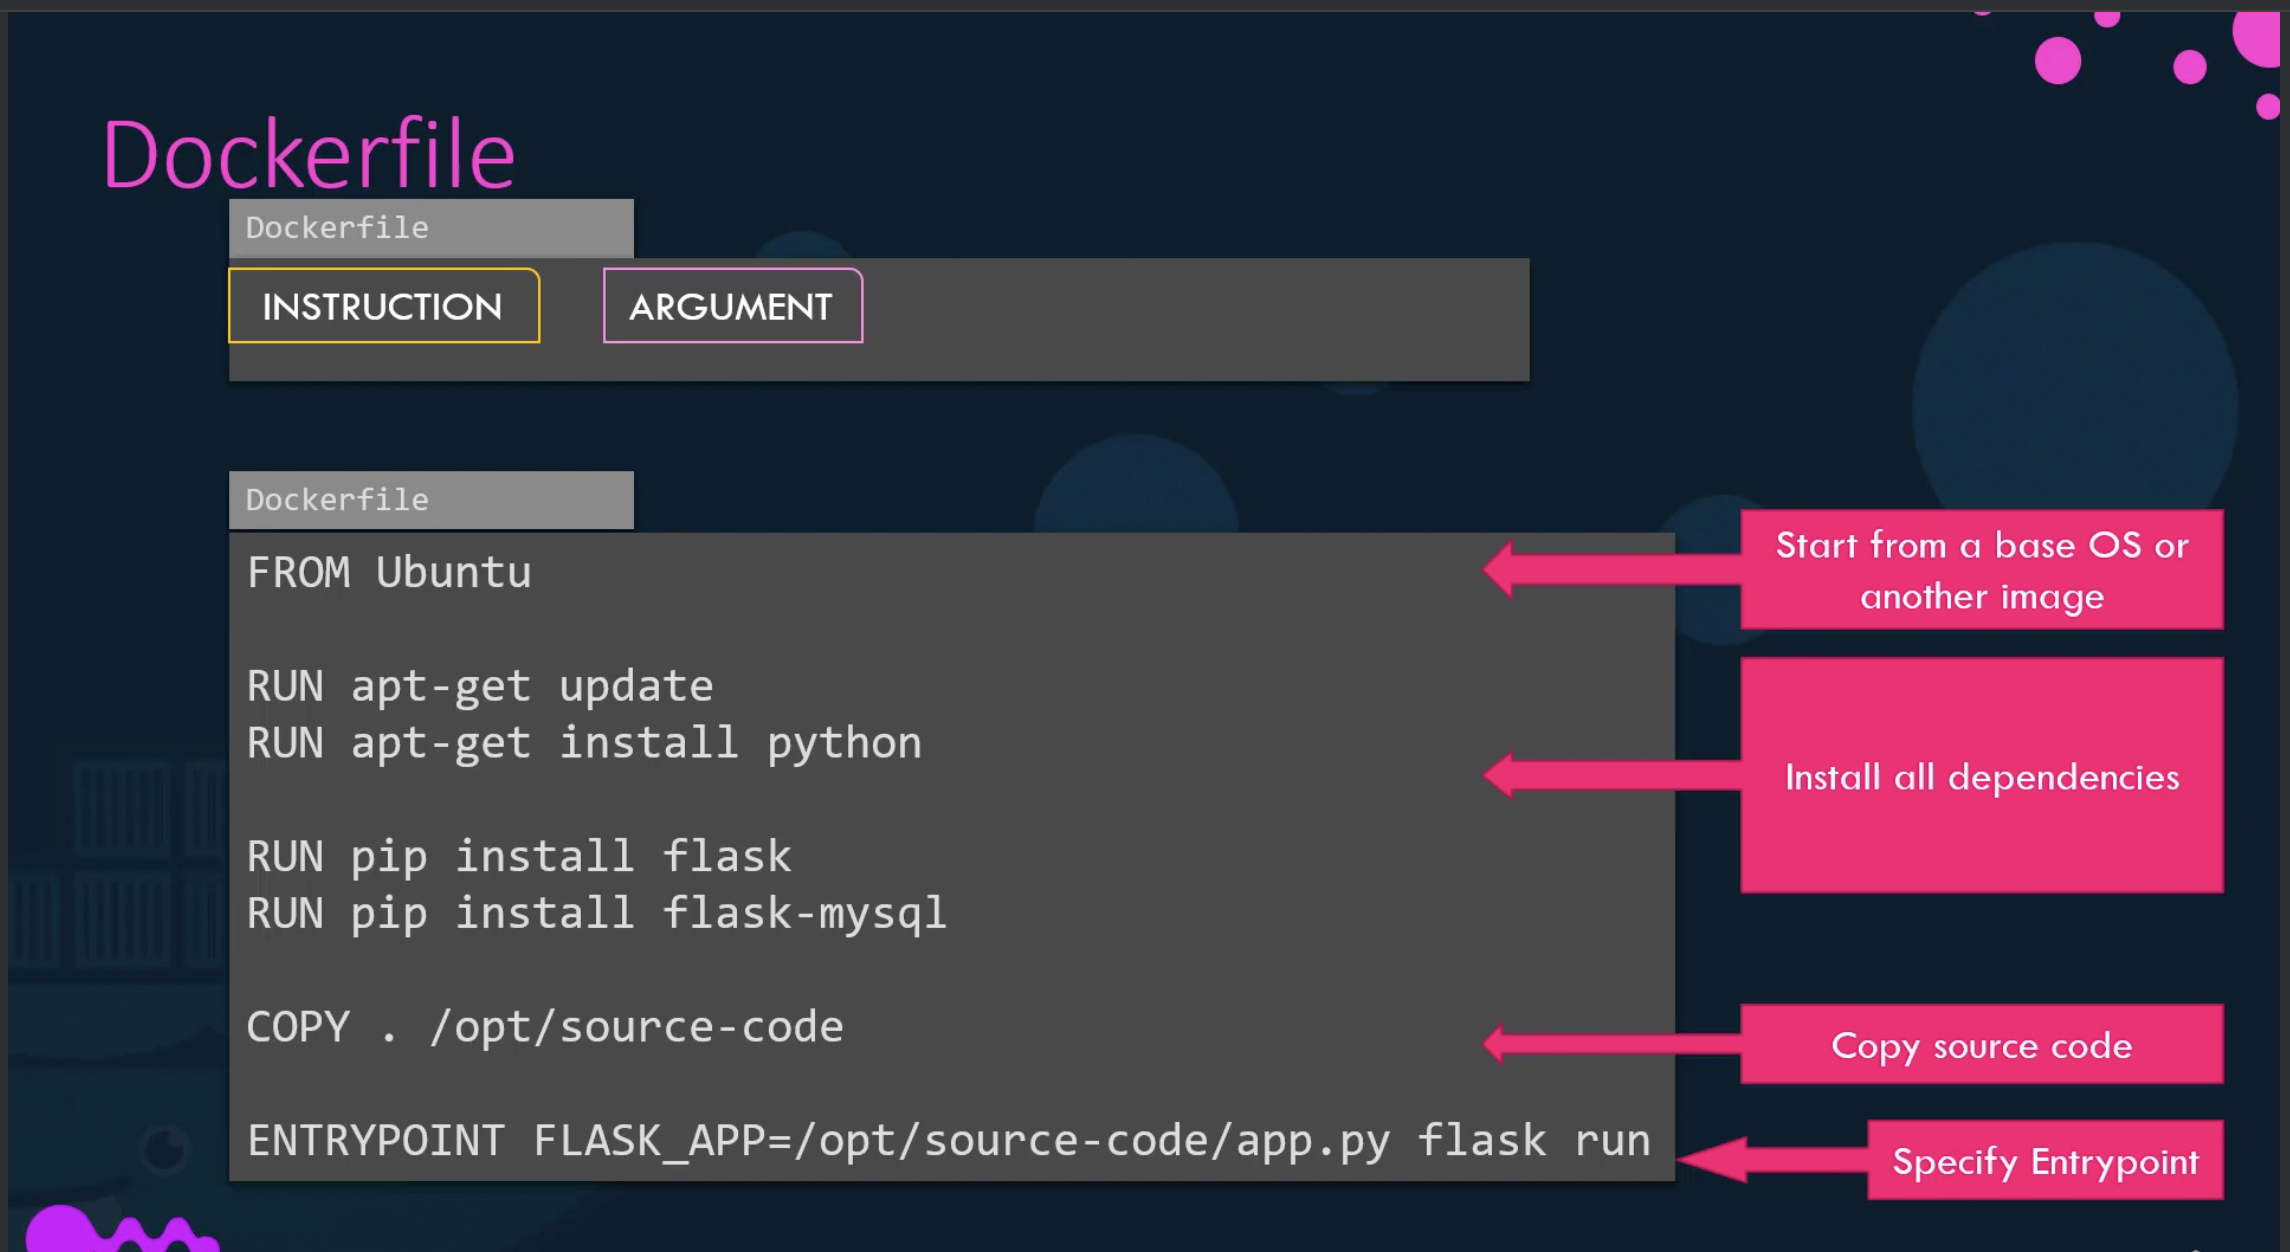 Dockerfile
Dockerfile
INSTRUCTION ARGUMENT
Dockerfile
FROM Ubuntu
Start from a base OS or
another image
RUN apt-get update
RUN apt-get install python
Install all dependencies
RUN pip install flask
RUN pip install flask-mysql
COPY . /opt/source-code
Copy source code
ENTRYPOINT FLASK_APP=/opt/source-code/app.py flask run
Specify Entrypoint